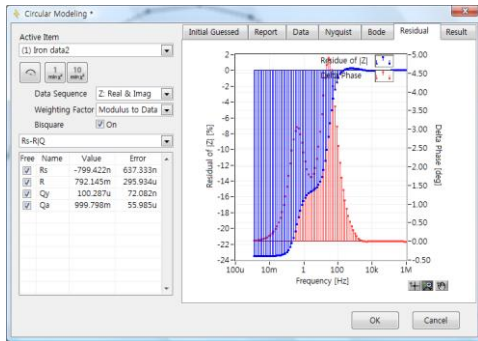 Circular Modeling *
Active Item
(1) Iron data2
1
min χ²
10
min χ²
Data Sequence Z: Real & Imag
Weighting Factor Modulus to Data
Bisquare On
Rs-R|Q
Free Name Value Error
Rs -799.422n 637.333n
R 792.145m 295.934u
Qy 100.287u 72.082n
Qa 999.798m 55.985u
Initial Guessed Report Data Nyquist Bode Residual Result
Residue of |Z|
Delta Phase
Residual of |Z| [%]
2
0
-2
-4
-6
-8
-10
-12
-14
-16
-18
-20
-22
-24
5.00
4.50
4.00
3.50
3.00
2.50
2.00
1.50
1.00
0.50
0.00
-0.50
Delta Phase [deg]
100u 10m 1 100 10k 1M
Frequency [Hz]
OK Cancel